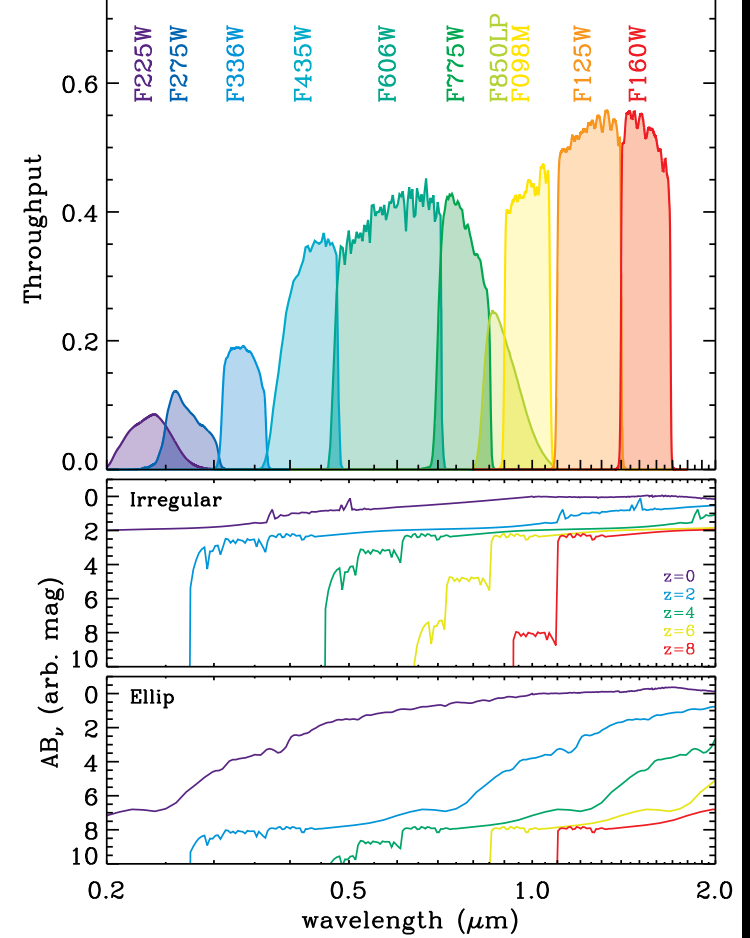 F225W
F275W
F336W
F435W
F606W
F775W
F850LP
F098M
F125W
F160W
Throughput
0.6
0.4
0.2
0.0
Irregular
0
2
4
6
8
10
z=0
z=2
z=4
z=6
z=8
ABν (arb. mag)
Ellip
0
2
4
6
8
10
0.2 0.5 1.0 2.0
wavelength (μm)